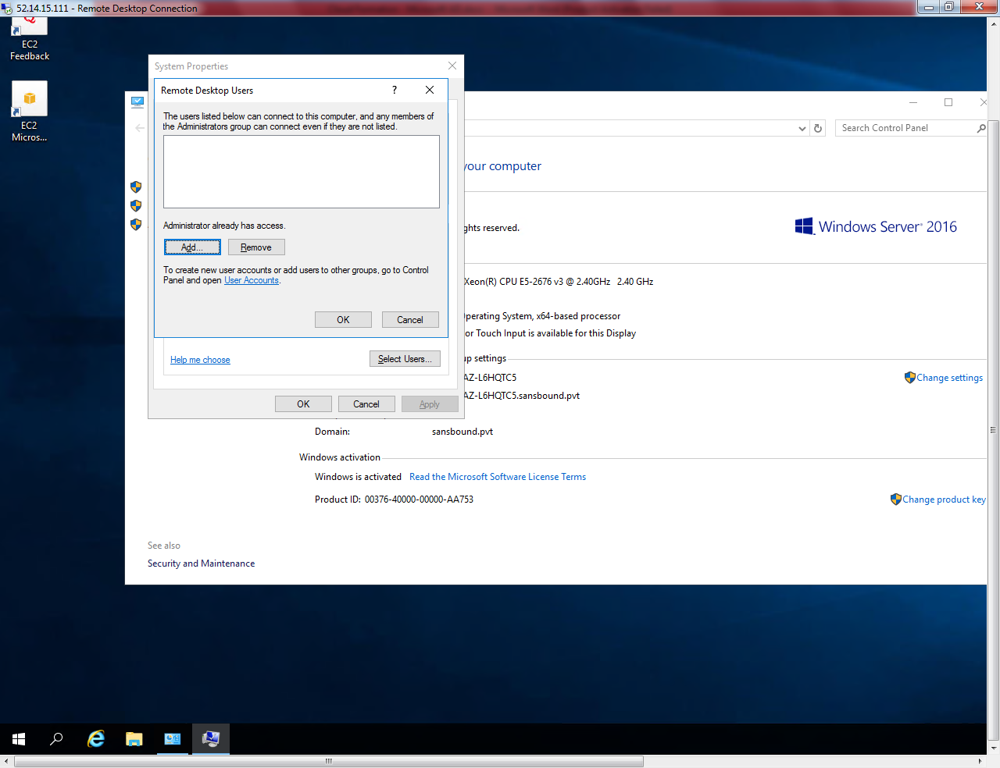 52.14.15.111 - Remote Desktop Connection
EC2
Feedback
EC2
Micros...
System Properties
Remote Desktop Users
?
The users listed below can connect to this computer, and any members of
the Administrators group can connect even if they are not listed.
Administrator already has access.
Add...
Remove
To create new user accounts or add users to other groups, go to Control
Panel and open User Accounts.
OK
Cancel
Help me choose
Select Users...
OK
Cancel
Apply
Search Control Panel
your computer
ghts reserved.
Windows Server® 2016
Xeon(R) CPU E5-2676 v3 @ 2.40GHz 2.40 GHz
perating System, x64-based processor
or Touch Input is available for this Display
up settings
AZ-L6HQTC5
Change settings
AZ-L6HQTC5.sansbound.pvt
Domain: sansbound.pvt
Windows activation
Windows is activated Read the Microsoft Software License Terms
Product ID: 00376-40000-00000-AA753
Change product key
See also
Security and Maintenance